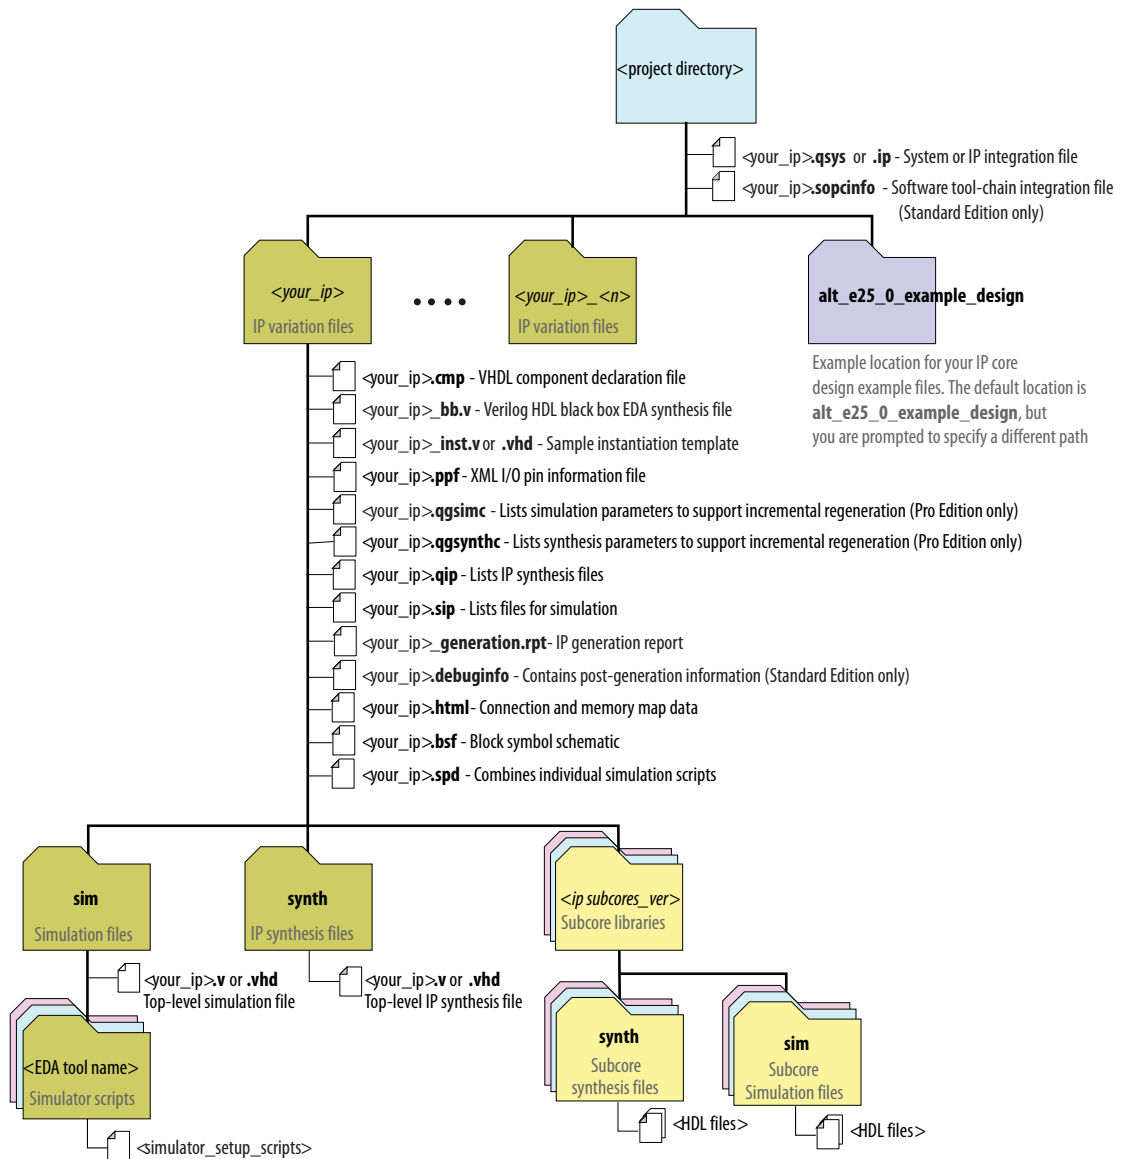 <project directory>
<your_ip>.qsys or .ip - System or IP integration file
<your_ip>.sopcinfo - Software tool-chain integration file
(Standard Edition only)
<your_ip>
IP variation files
<your_ip>_<n>
IP variation files
alt_e25_0_example_design
Example location for your IP core
design example files. The default location is
alt_e25_0_example_design, but
you are prompted to specify a different path
<your_ip>.cmp - VHDL component declaration file
<your_ip>_bb.v - Verilog HDL black box EDA synthesis file
<your_ip>_inst.v or .vhd - Sample instantiation template
<your_ip>.ppf - XML I/O pin information file
<your_ip>.qgsimc - Lists simulation parameters to support incremental regeneration (Pro Edition only)
<your_ip>.qgsynthc - Lists synthesis parameters to support incremental regeneration (Pro Edition only)
<your_ip>.qip - Lists IP synthesis files
<your_ip>.sip - Lists files for simulation
<your_ip>_generation.rpt- IP generation report
<your_ip>.debuginfo - Contains post-generation information (Standard Edition only)
<your_ip>.html- Connection and memory map data
<your_ip>.bsf - Block symbol schematic
<your_ip>.spd - Combines individual simulation scripts
sim
Simulation files
synth
IP synthesis files
<ip subcores_ver>
Subcore libraries
<your_ip>.v or .vhd
Top-level simulation file
<your_ip>.v or .vhd
Top-level IP synthesis file
<EDA tool name>
Simulator scripts
<simulator_setup_scripts>
synth
Subcore
synthesis files
<HDL files>
sim
Subcore
Simulation files
<HDL files>